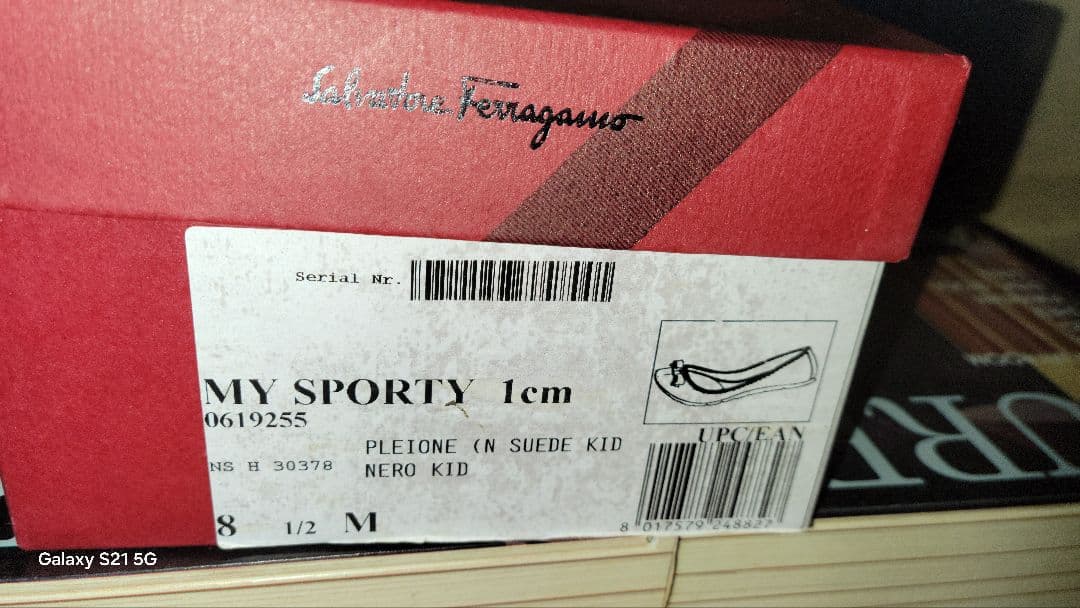 Salvatore Ferragamo
Serial Nr.
MY SPORTY 1cm
0619255
PLEIONE (N SUEDE KID
NS H 30378 NERO KID
8 1/2 M
UPC/EAN
8 017579 248827
Galaxy S21 5G